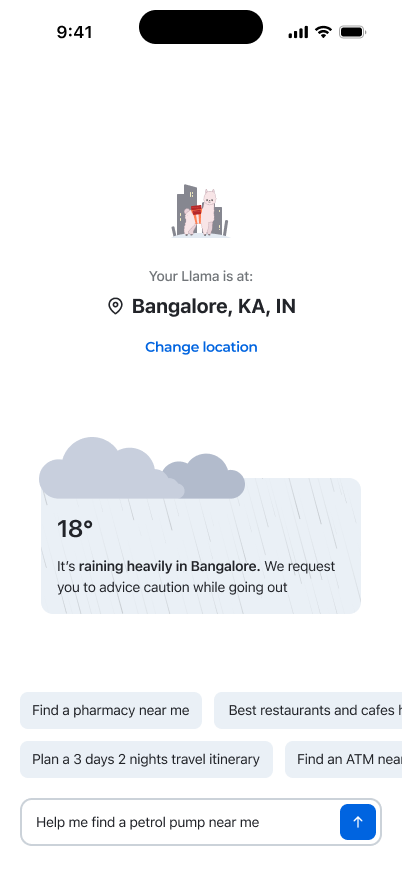 9:41
Your Llama is at:
Bangalore, KA, IN
Change location
18°
It's raining heavily in Bangalore. We request
you to advice caution while going out
Find a pharmacy near me
Best restaurants and cafes
Plan a 3 days 2 nights travel itinerary
Find an ATM near
Help me find a petrol pump near me